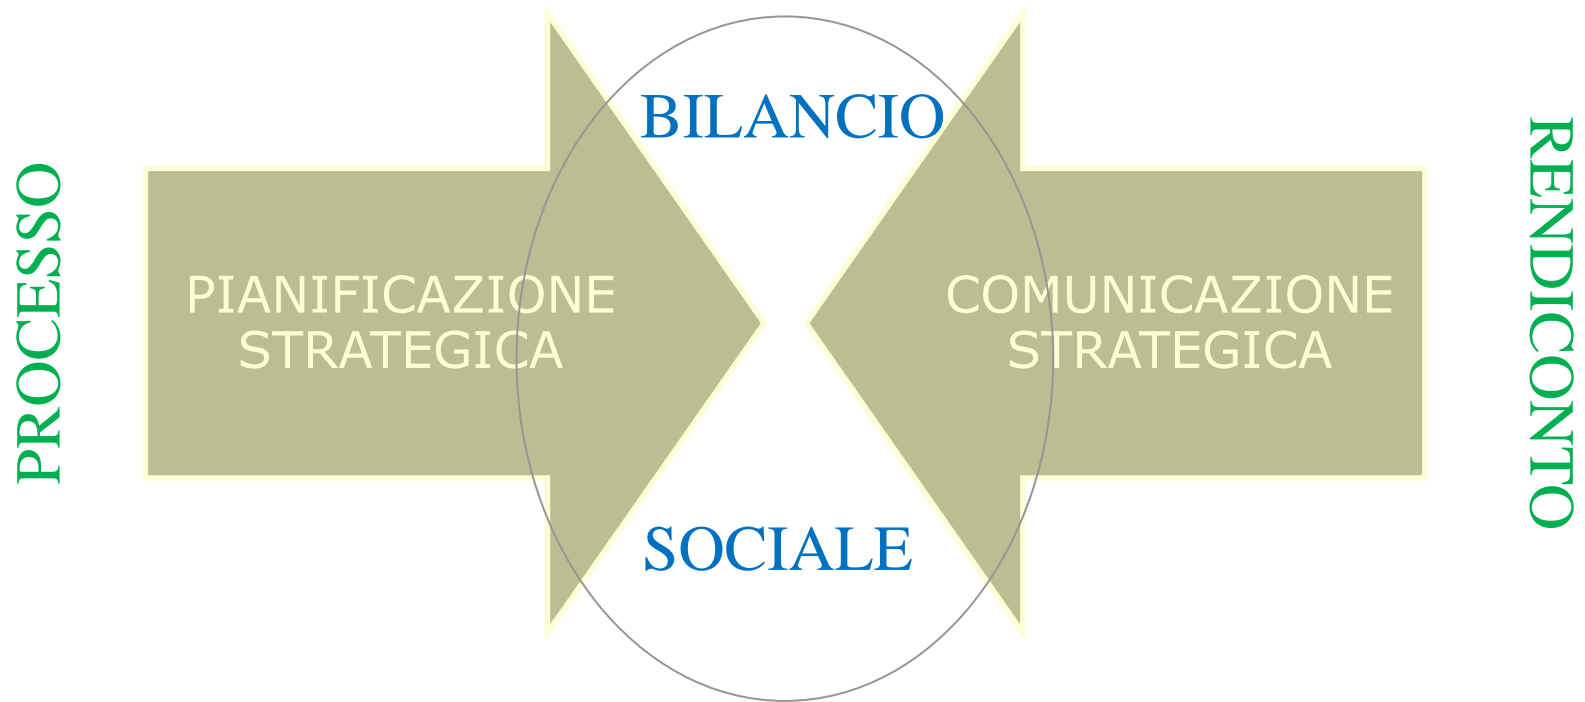 PROCESSO
BILANCIO
PIANIFICAZIONE
STRATEGICA
COMUNICAZIONE
STRATEGICA
SOCIALE
RENDICONTO